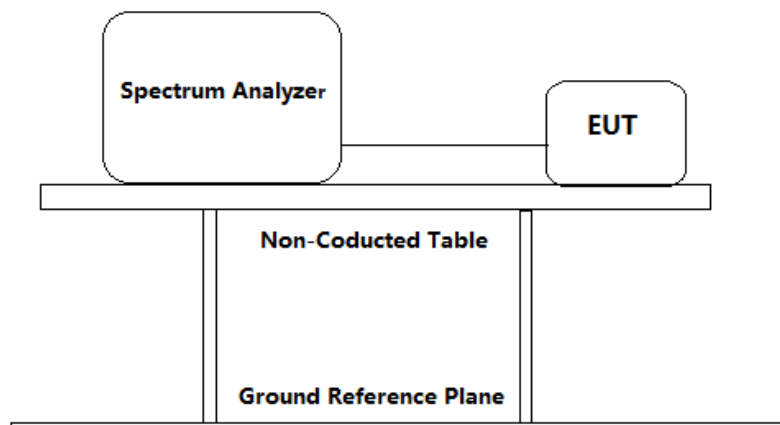 Spectrum Analyzer
EUT
Non-Coducted Table
Ground Reference Plane